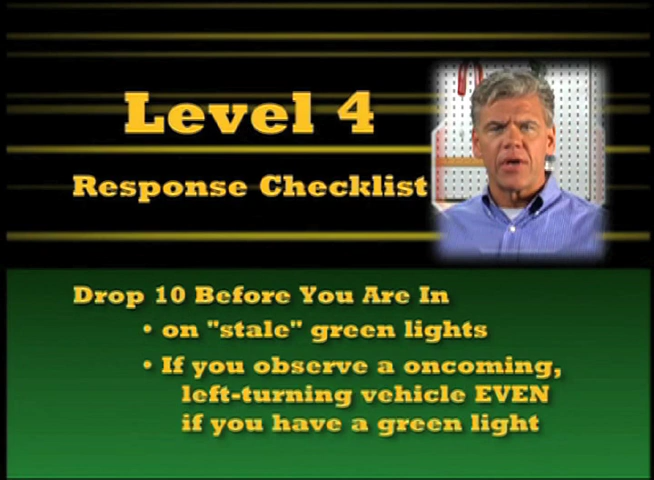 Level 4
Response Checklist
Drop 10 Before You Are In
• on "stale" green lights
• If you observe a oncoming,
left-turning vehicle EVEN
if you have a green light